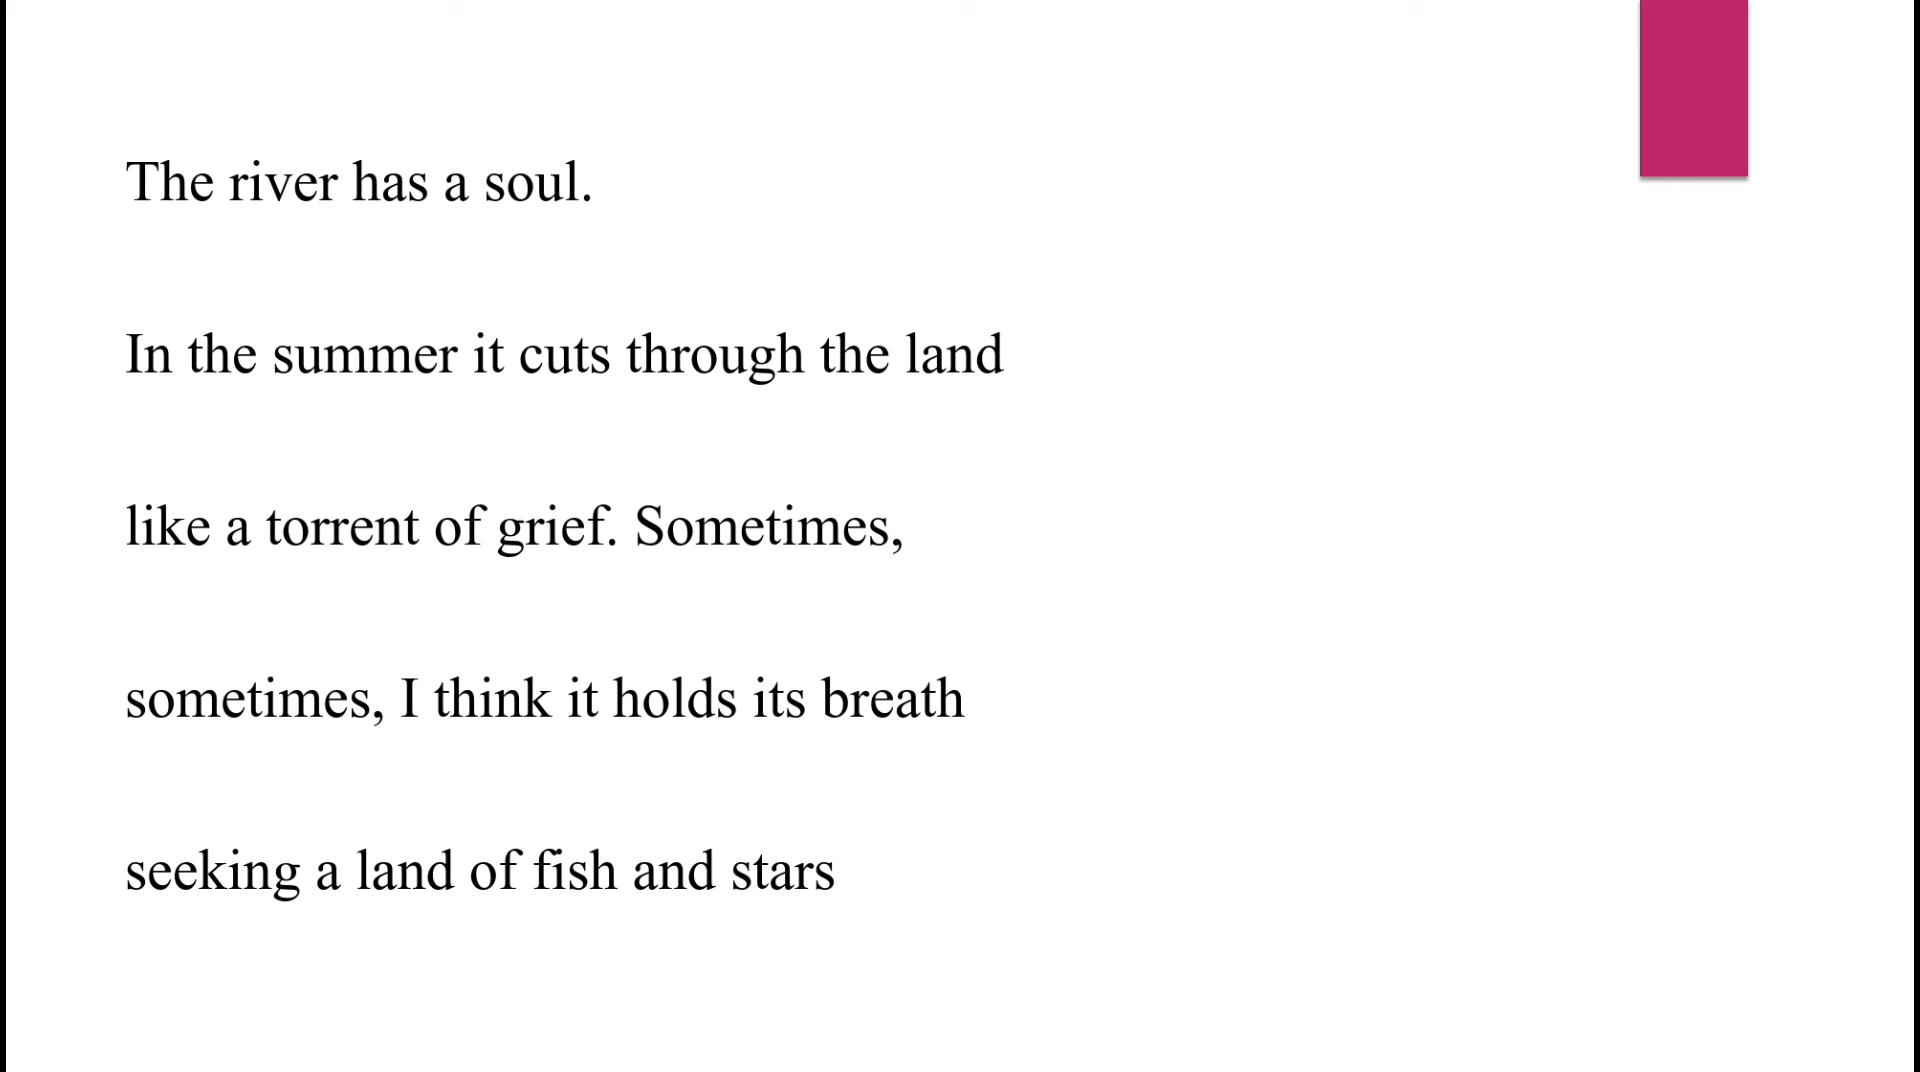 The river has a soul.
In the summer it cuts through the land
like a torrent of grief. Sometimes,
sometimes, I think it holds its breath
seeking a land of fish and stars